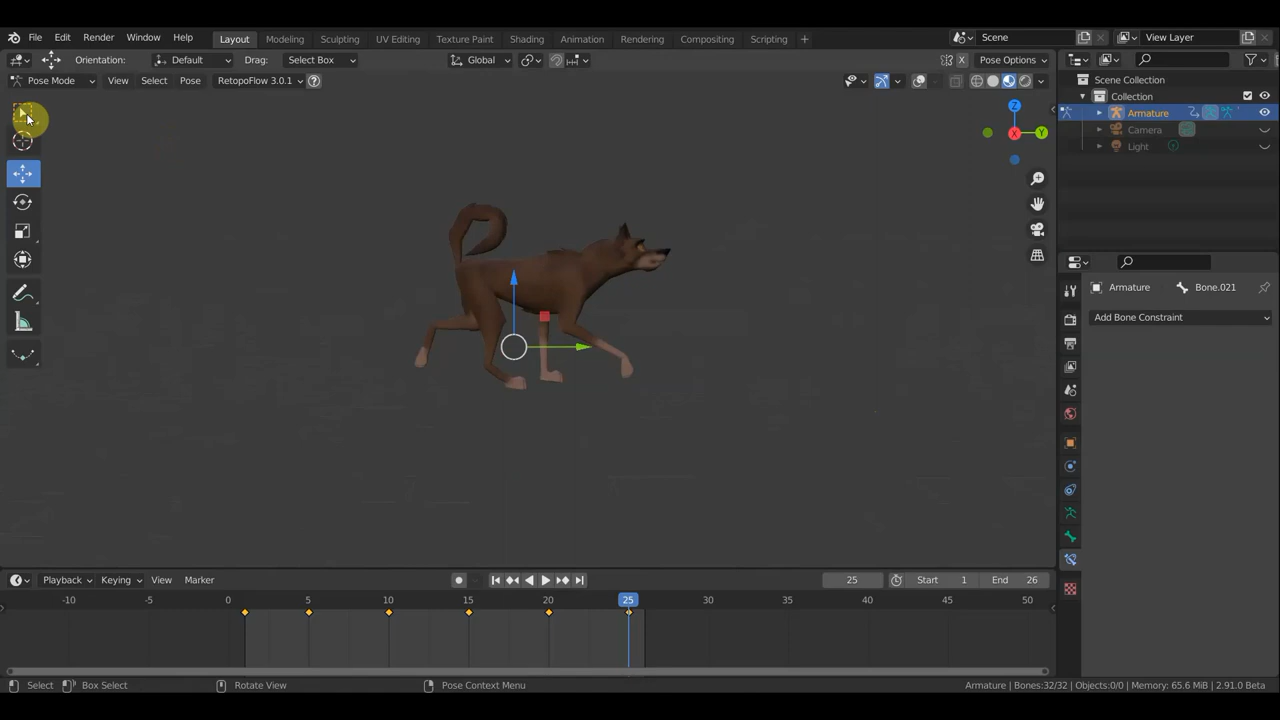 File Edit Render Window Help Layout Modeling Sculpting UV Editing Texture Paint Shading Animation Rendering Compositing Scripting + Scene View Layer
Orientation: Default Drag: Select Box Global X Pose Options
Pose Mode View Select Pose RetopoFlow 3.0.1 ? Scene Collection
Collection
Armature
Camera
Light
Z
X
Y
Armature Bone.021
Add Bone Constraint
Playback Keying View Marker 25 Start 1 End 26
-10 -5 0 5 10 15 20 25 30 35 40 45 50
Select Box Select Rotate View Pose Context Menu Armature | Bones:32/32 | Objects:0/0 | Memory: 65.6 MiB | 2.91.0 Beta